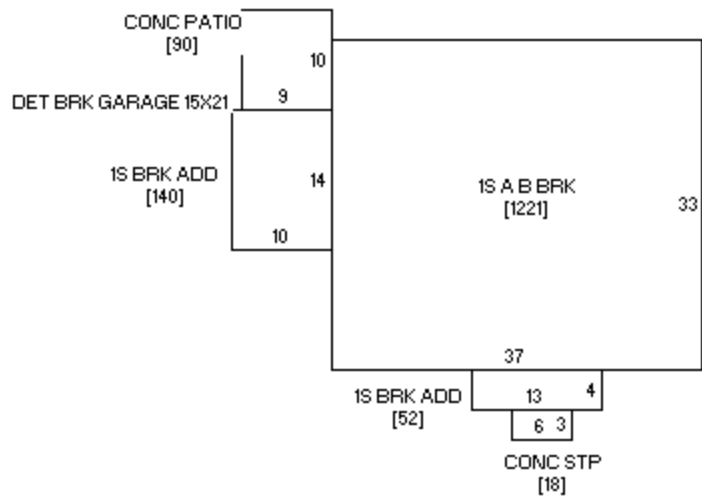 CONC PATIO
[90]
10
9
DET BRK GARAGE 15X21
1S BRK ADD
[140]
14
10
1S A B BRK
[1221]
33
37
1S BRK ADD
[52]
13
4
6
3
CONC STP
[18]